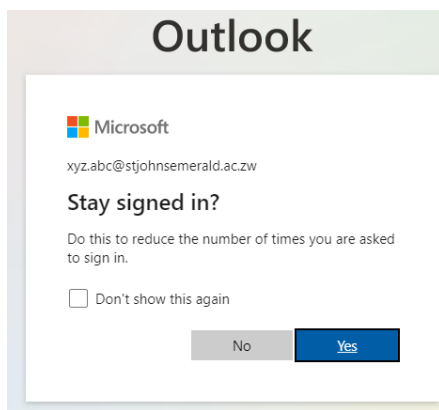 Outlook
Microsoft
xyz.abc@stjohnsemerald.ac.zw
Stay signed in?
Do this to reduce the number of times you are asked
to sign in.
Don't show this again
No
Yes